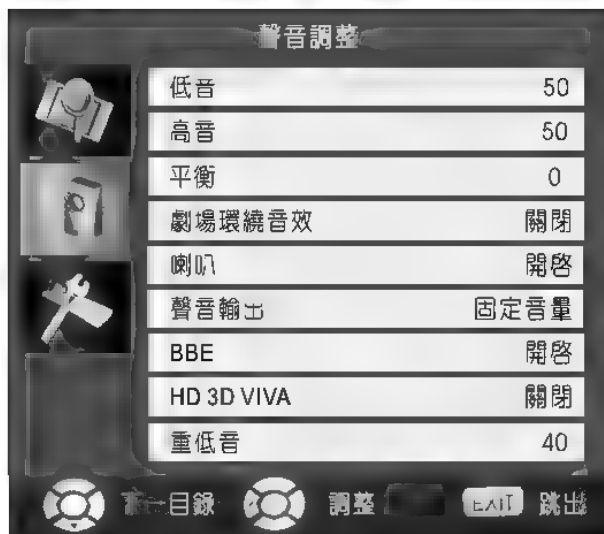 聲音調整
低音 50
高音 50
平衡 0
劇場環繞音效 關閉
喇叭 開啓
聲音輸出 固定音量
BBE 開啓
HD 3D VIVA 關閉
重低音 40
目錄 調整 EXIT 跳出